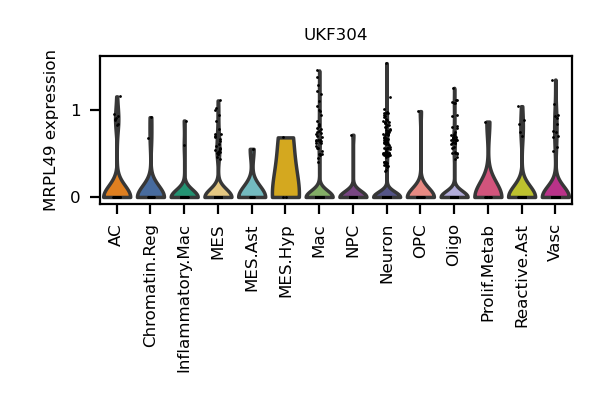 UKF304
MRPL49 expression
1
0
AC
Chromatin.Reg
Inflammatory.Mac
MES
MES.Ast
MES.Hyp
Mac
NPC
Neuron
OPC
Oligo
Prolif.Metab
Reactive.Ast
Vasc